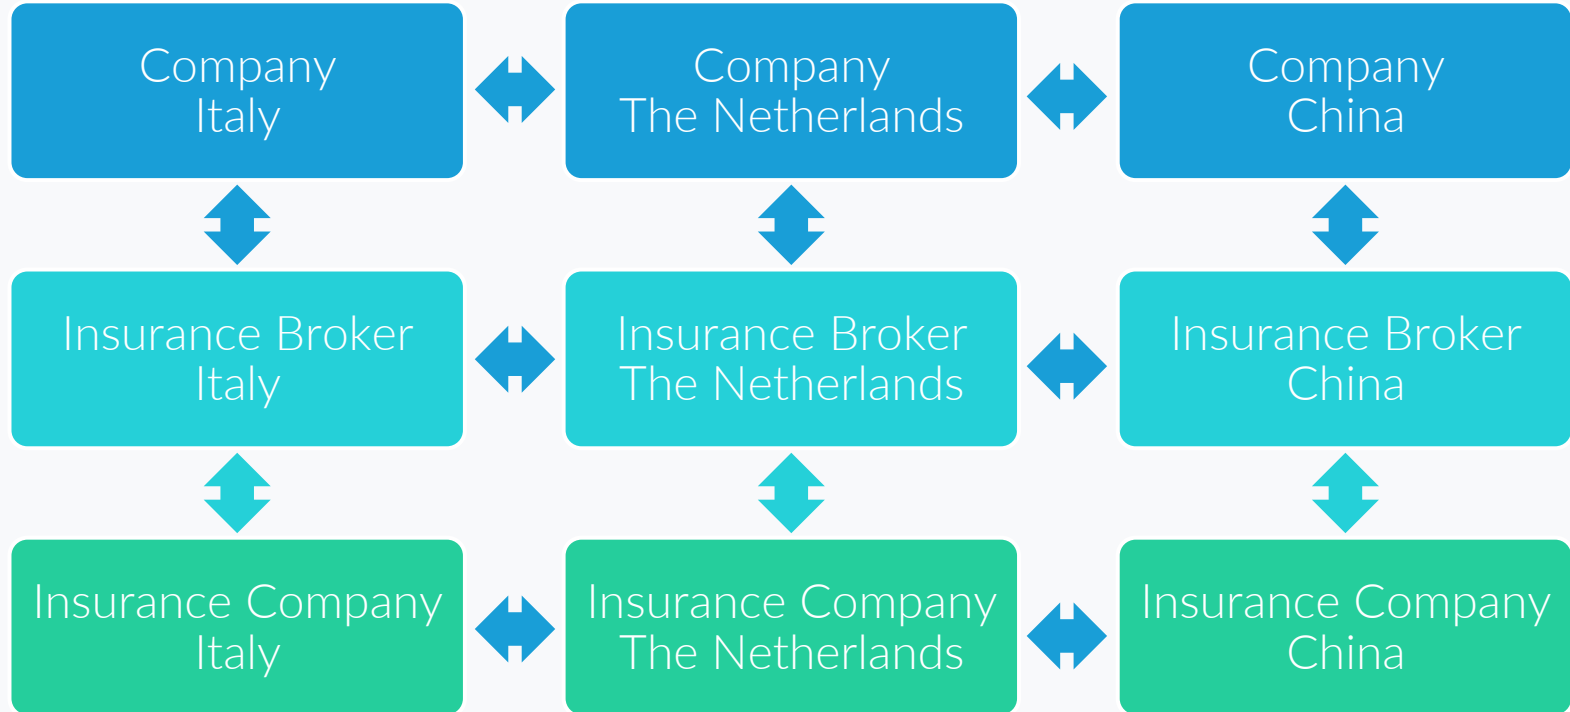 Company
Italy
Company
The Netherlands
Company
China
Insurance Broker
Italy
Insurance Broker
The Netherlands
Insurance Broker
China
Insurance Company
Italy
Insurance Company
The Netherlands
Insurance Company
China